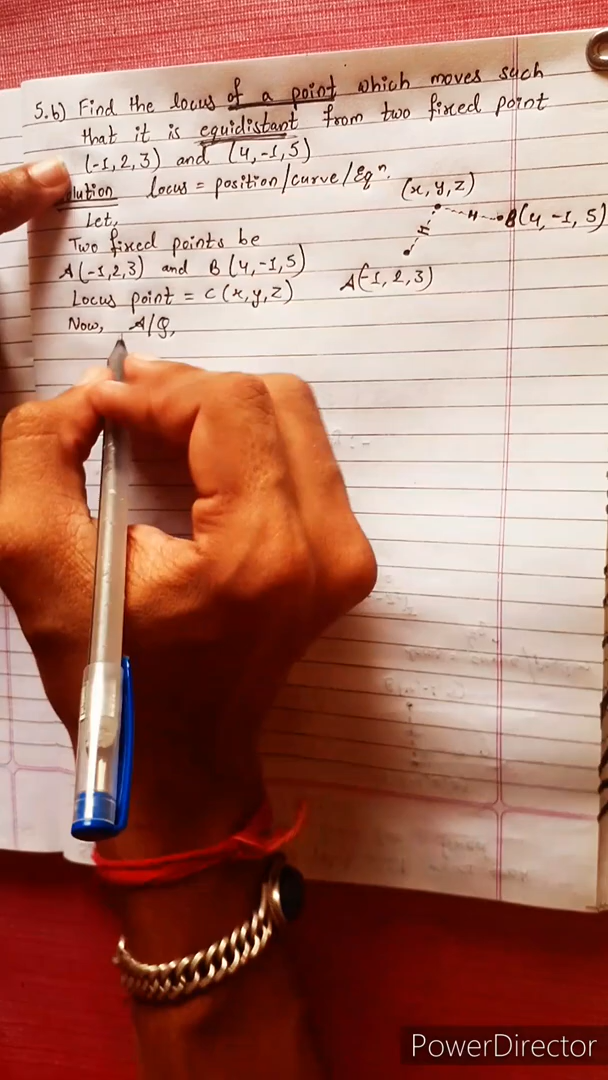 5.b) Find the locus of a point which moves such
that it is equidistant from two fixed point
(-1,2,3) and (4,-1,5)
lution locus = position/curve/Eqⁿ.
(x,y,z)
B(4,-1,5)
A(-1,2,3)
Let,
Two fixed points be
A(-1,2,3) and B(4,-1,5)
Locus point = C(x,y,z)
Now, A/Q,
PowerDirector